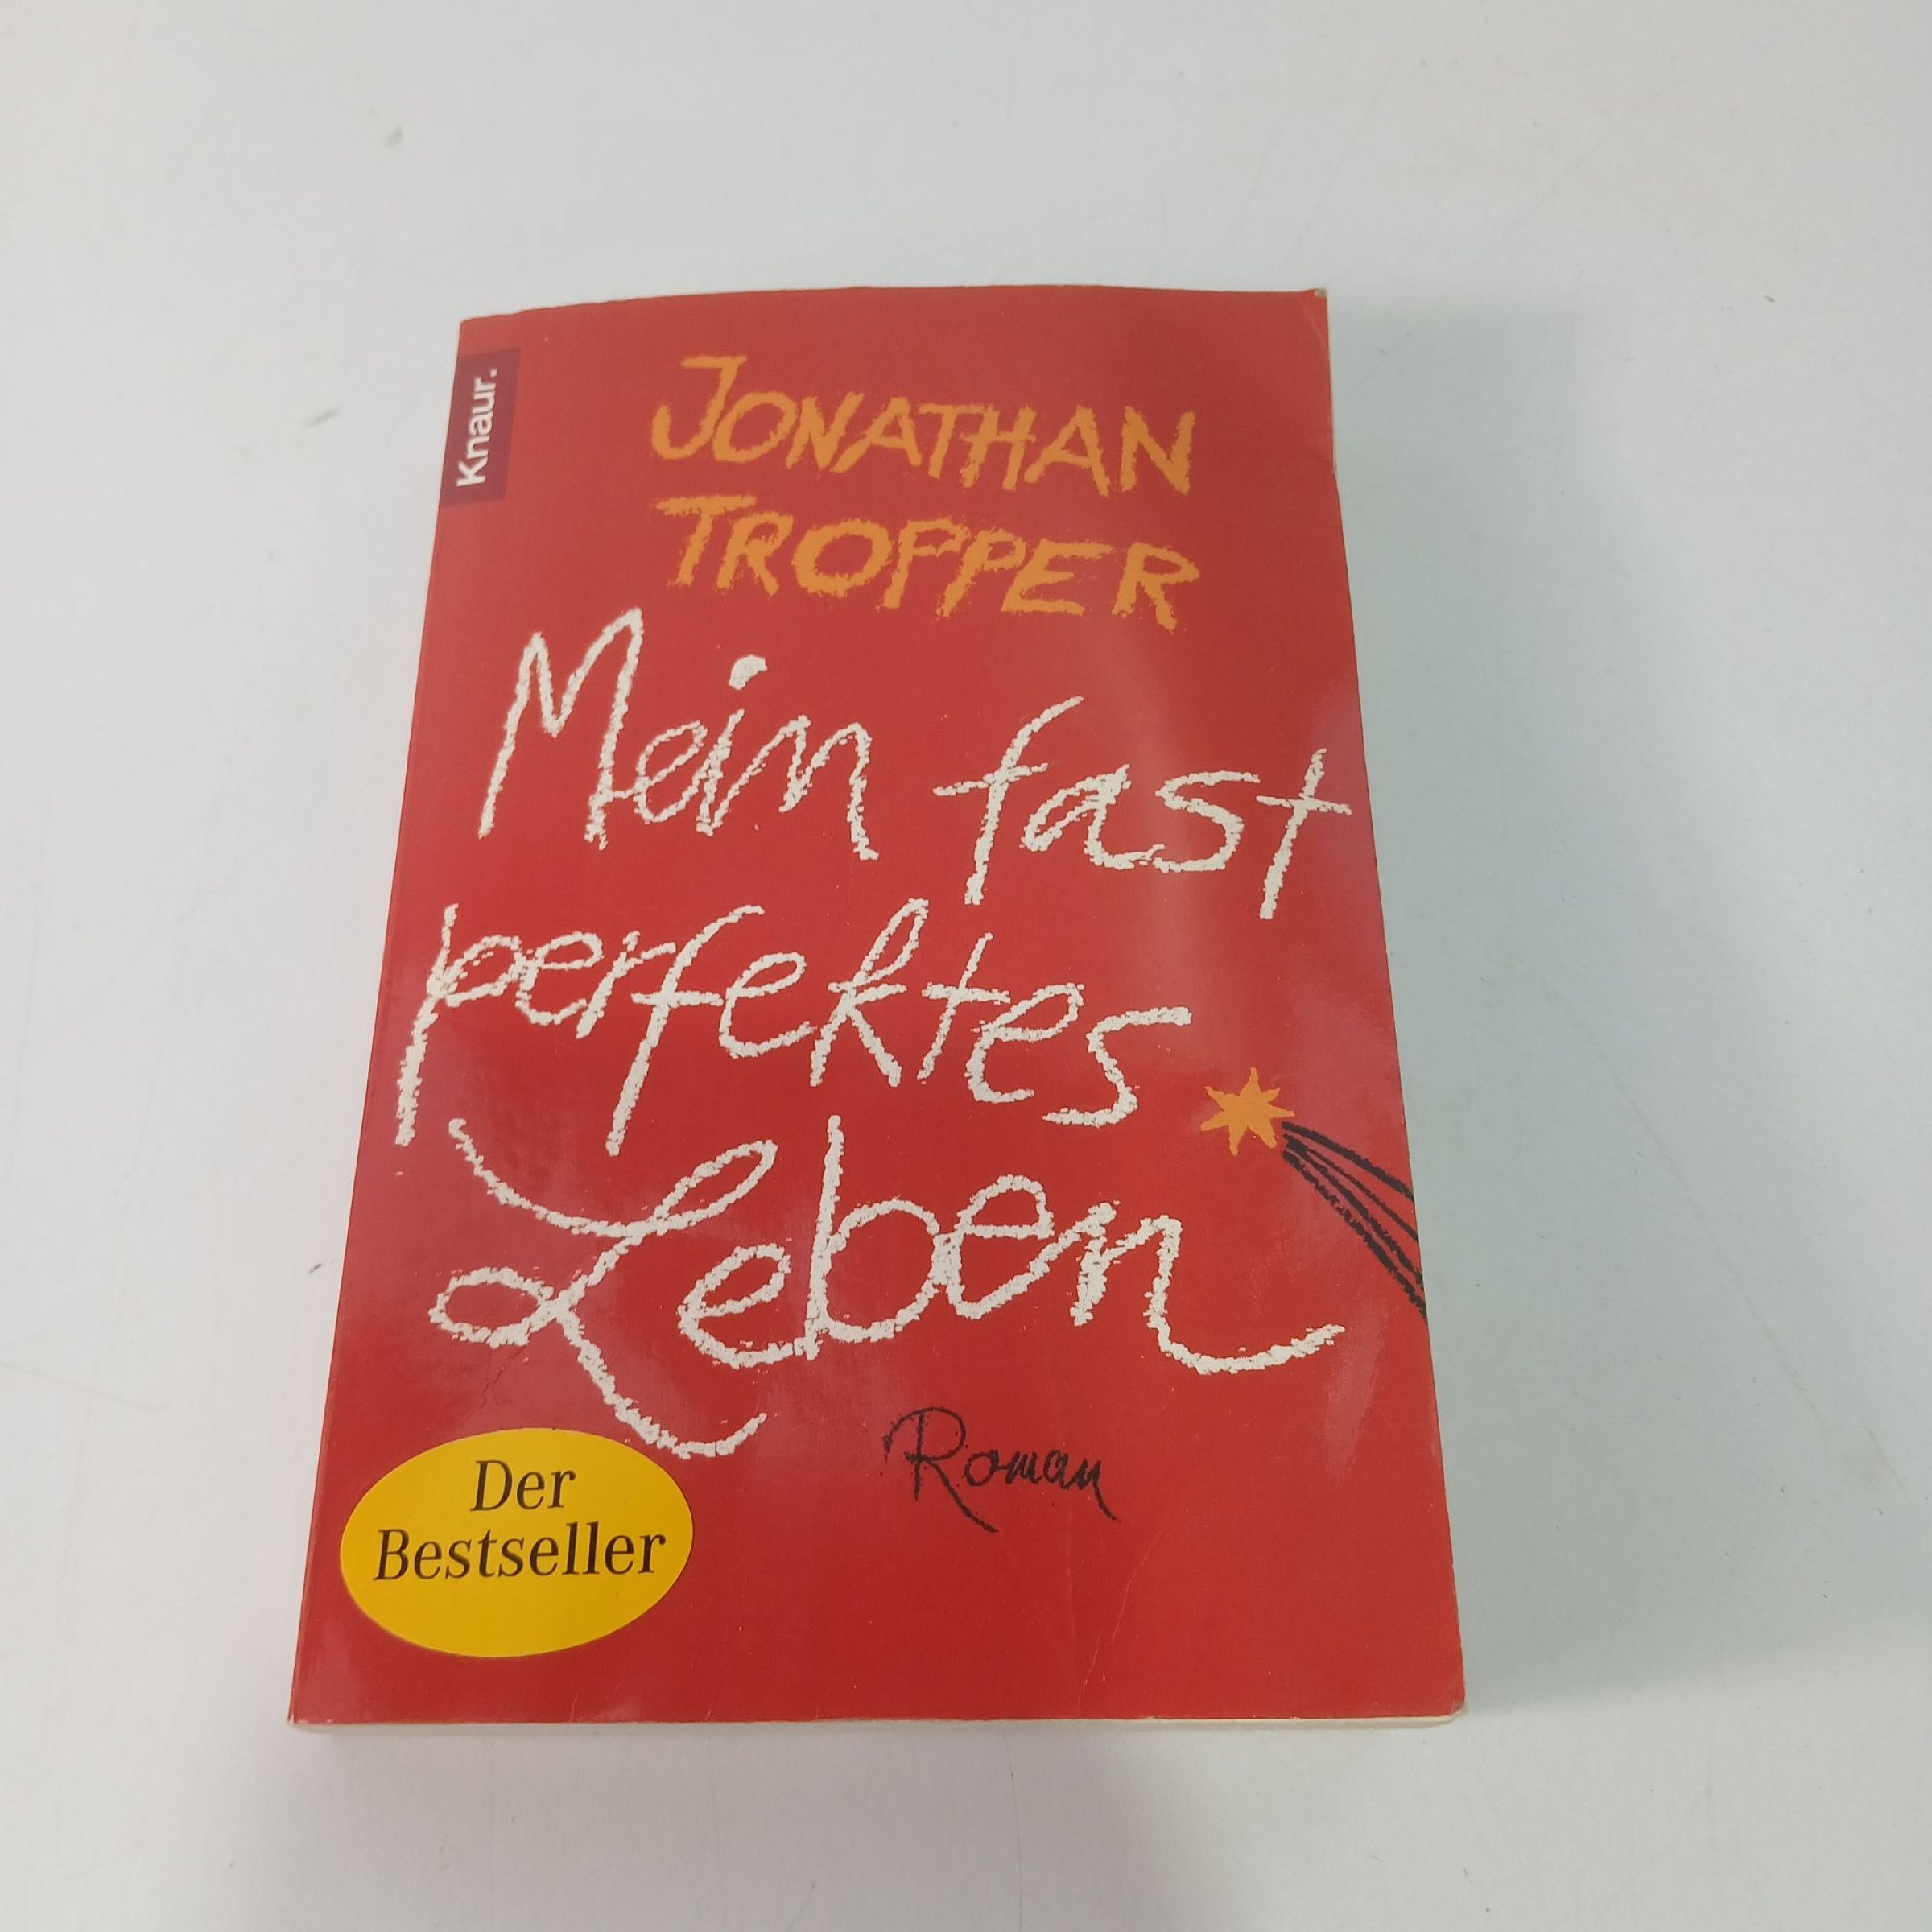 Knaur.
JONATHAN
TROPPER
Mein fast
perfektes
Leben
Roman
Der
Bestseller